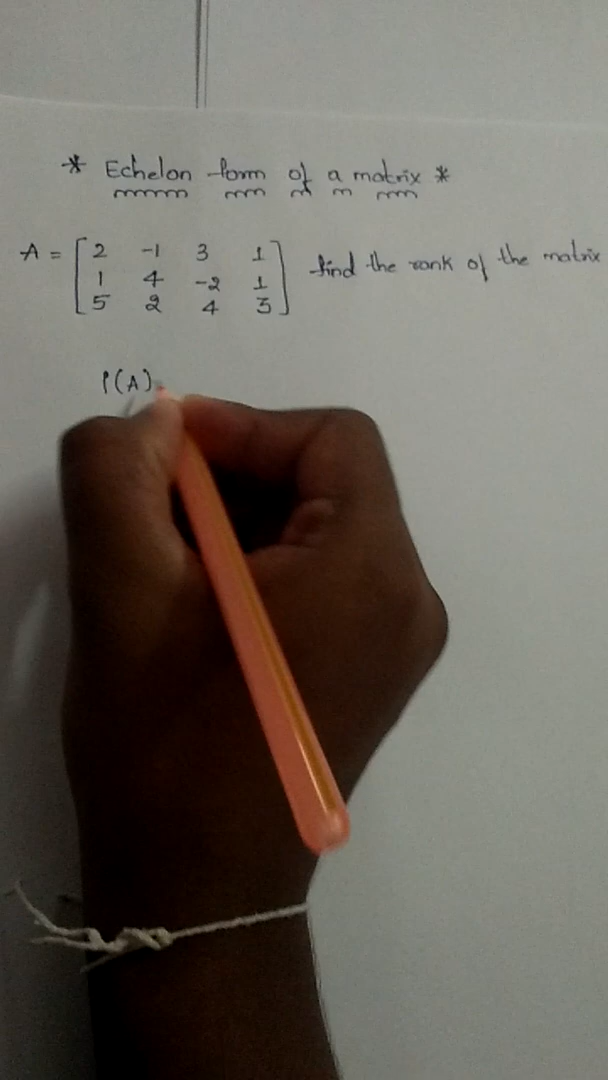 * Echelon form of a matrix *
A = [ 2 -1 3 1 ] find the rank of the matrix
1 4 -2 1
5 2 4 3
ρ(A)